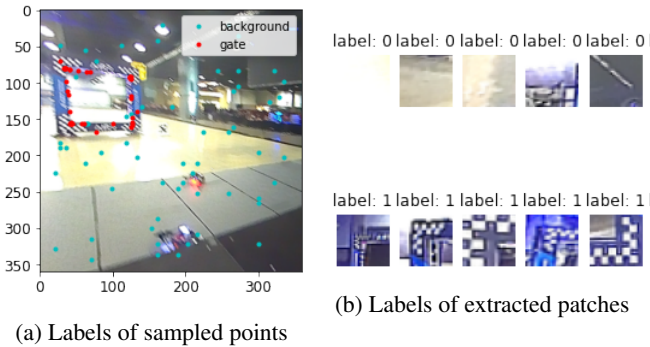 0
50
100
150
200
250
300
350
0
100
200
300
background
gate
(a) Labels of sampled points
label: 0 label: 0 label: 0 label: 0 label: 0
label: 1 label: 1 label: 1 label: 1 label: 1
(b) Labels of extracted patches